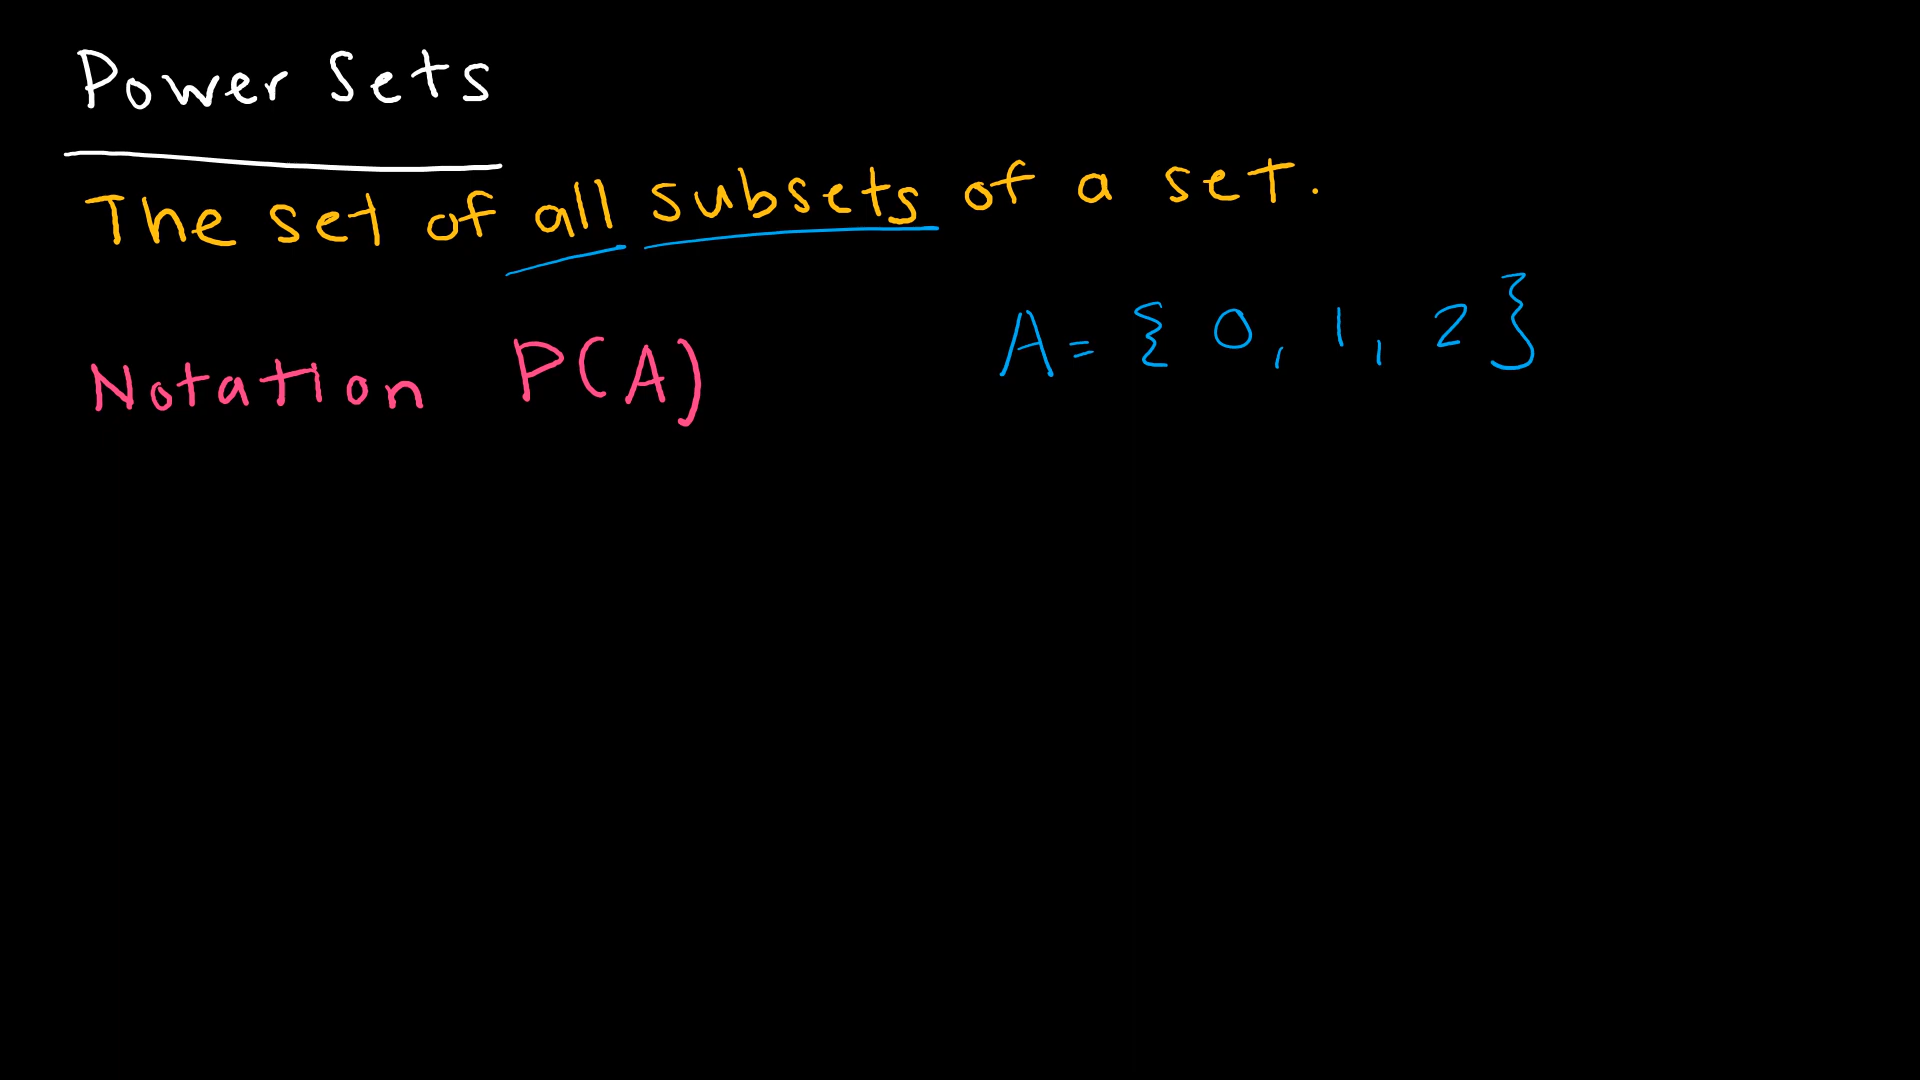 Power Sets
The set of all subsets of a set.
Notation P(A)
A = { 0, 1, 2 }